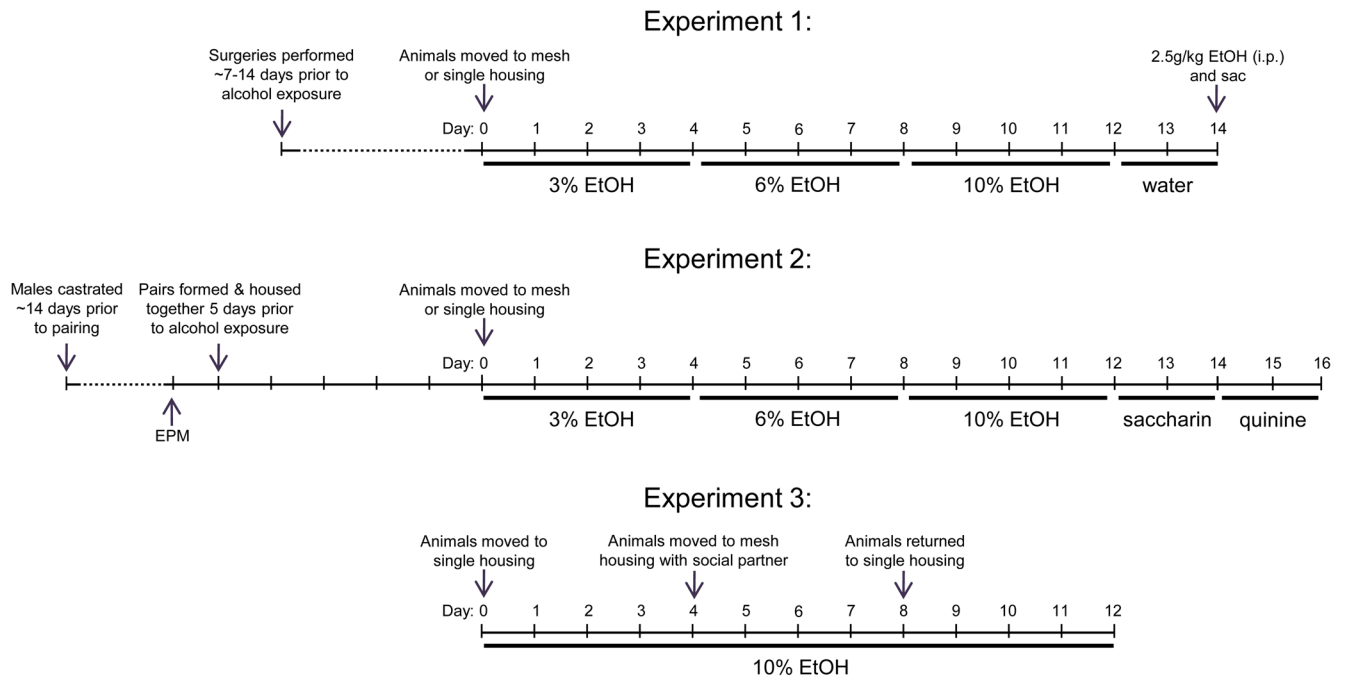 Experiment 1:
Surgeries performed
~7-14 days prior to
alcohol exposure
Animals moved to mesh
or single housing
2.5g/kg EtOH (i.p.)
and sac
Day: 0 1 2 3 4 5 6 7 8 9 10 11 12 13 14
3% EtOH 6% EtOH 10% EtOH water
Experiment 2:
Males castrated
~14 days prior
to pairing
Pairs formed & housed
together 5 days prior
to alcohol exposure
Animals moved to mesh
or single housing
Day: 0 1 2 3 4 5 6 7 8 9 10 11 12 13 14 15 16
3% EtOH 6% EtOH 10% EtOH saccharin quinine
EPM
Experiment 3:
Animals moved to
single housing
Animals moved to mesh
housing with social partner
Animals returned
to single housing
Day: 0 1 2 3 4 5 6 7 8 9 10 11 12
10% EtOH